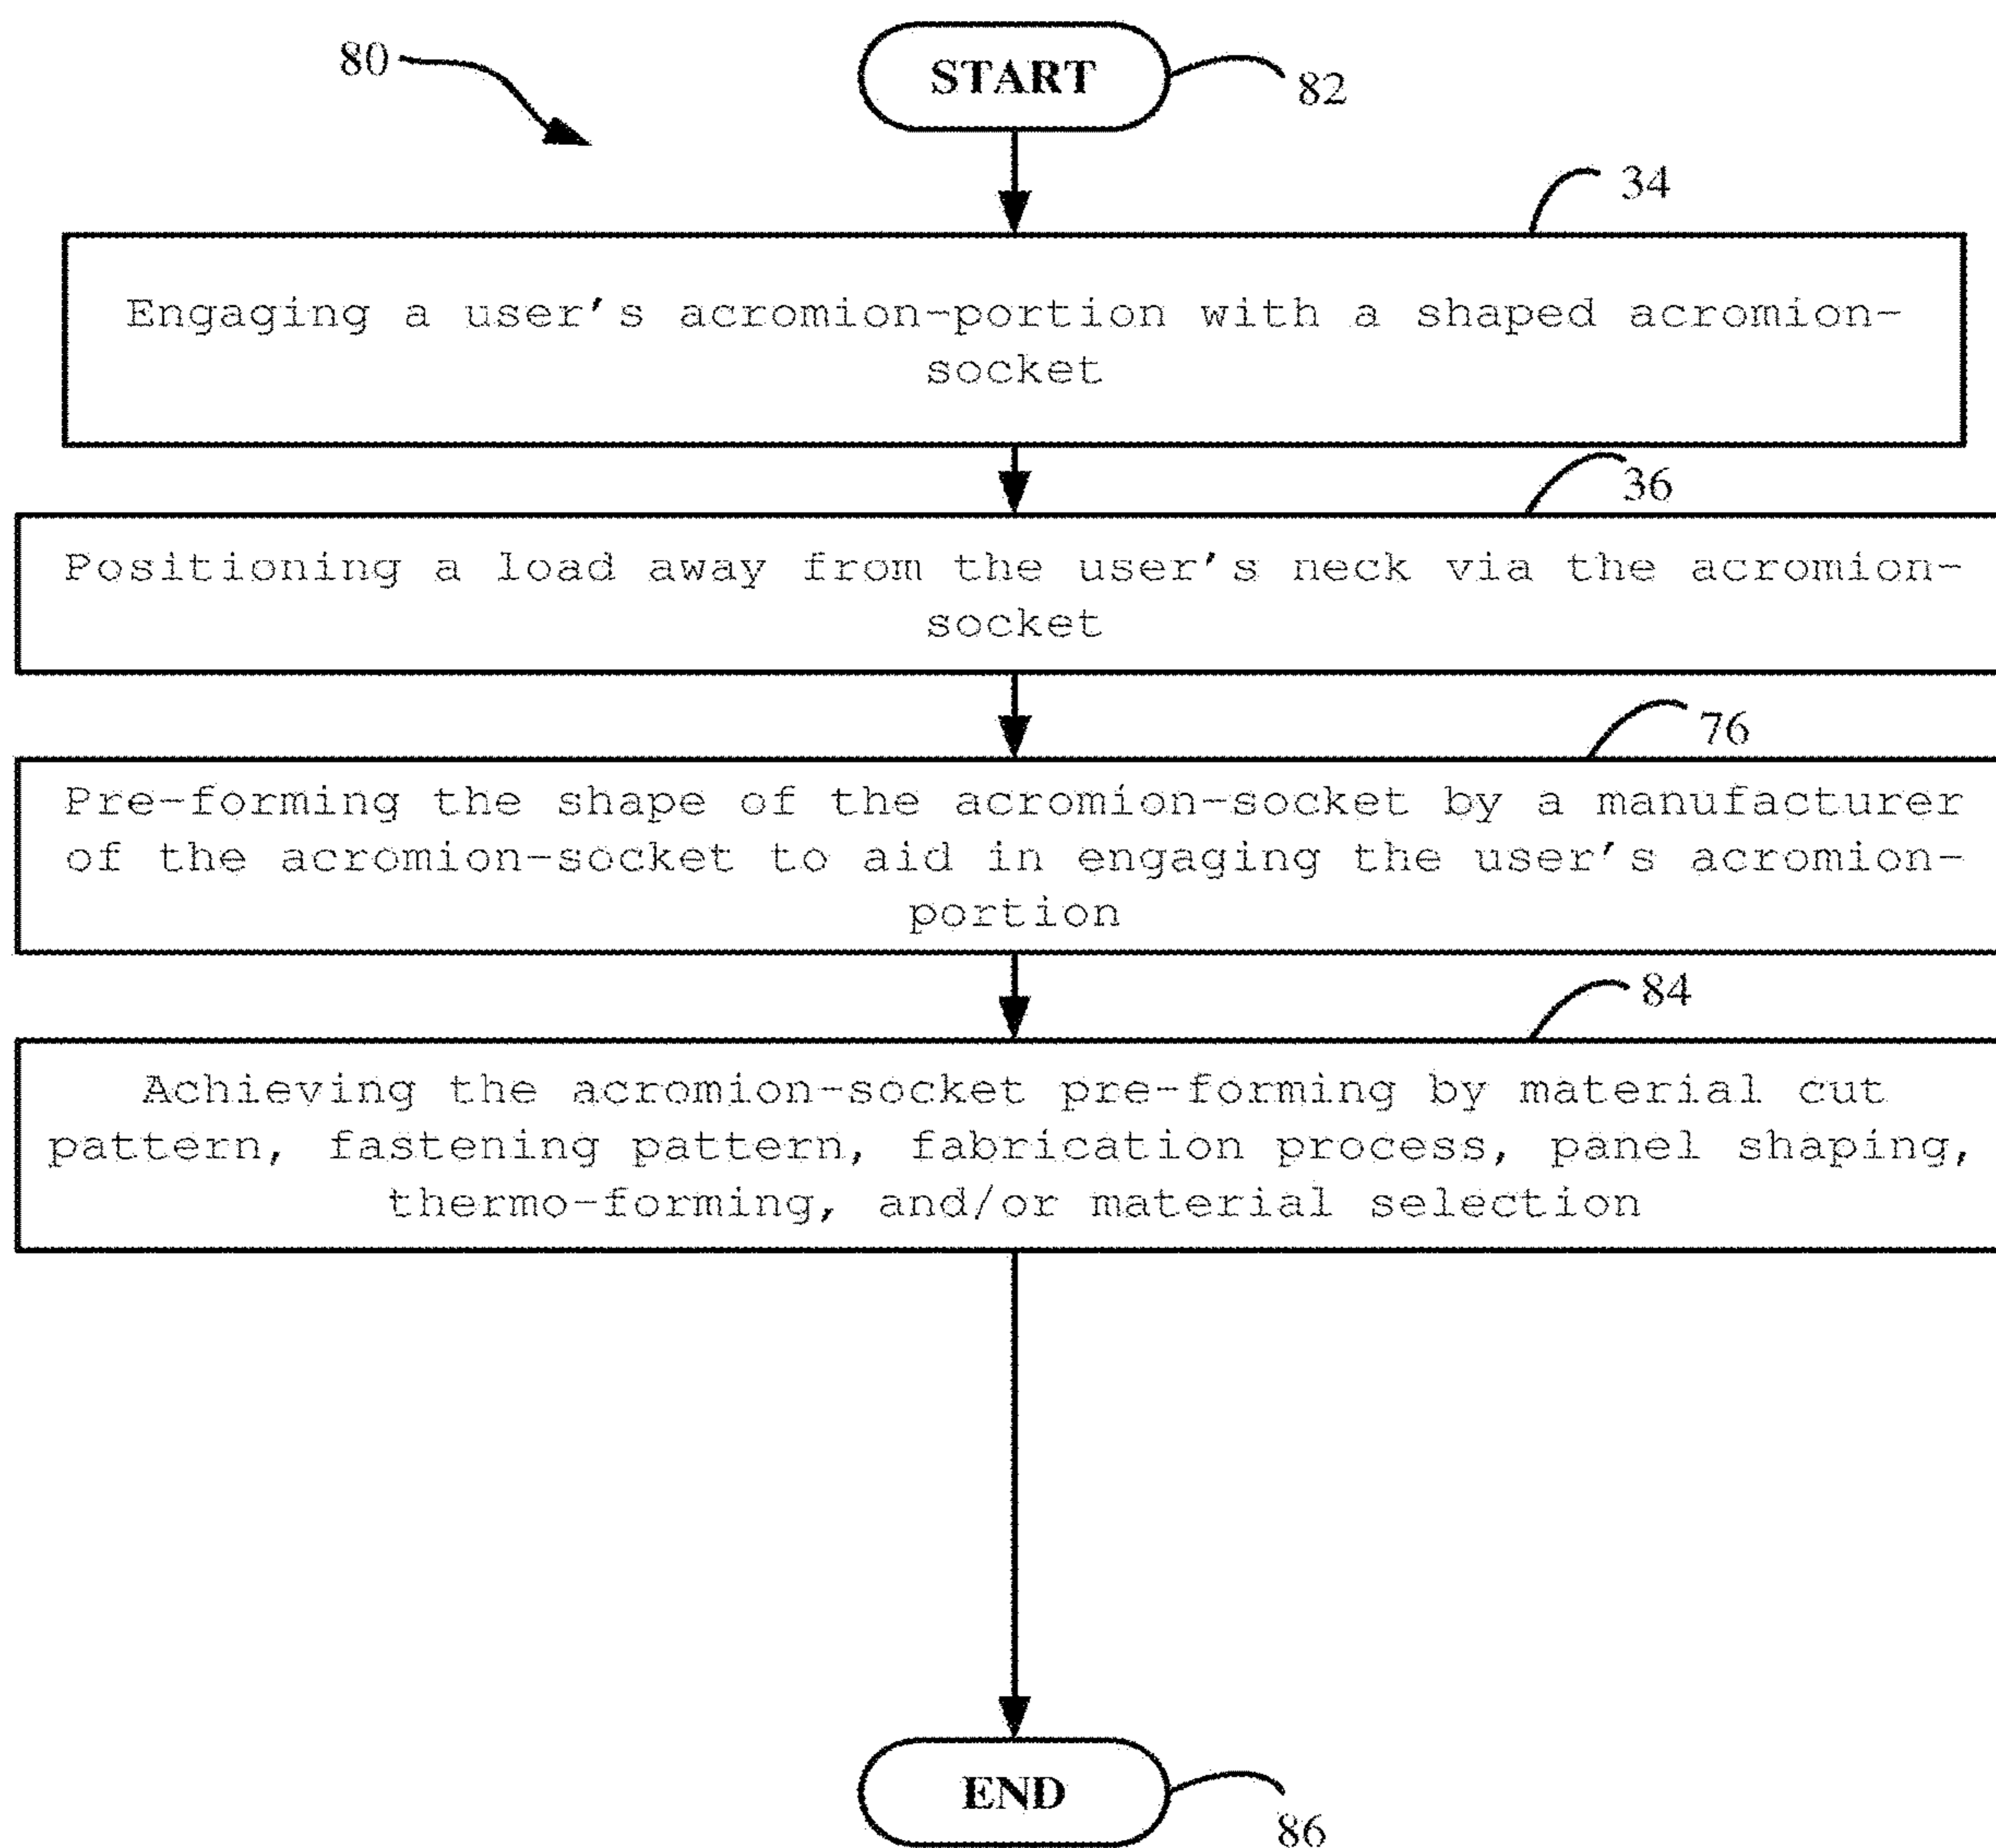 80
START
82
34
Engaging a user's acromion-portion with a shaped acromion-
socket
36
Positioning a load away from the user's neck via the acromion-
socket
76
Pre-forming the shape of the acromion-socket by a manufacturer
of the acromion-socket to aid in engaging the user's acromion-
portion
84
Achieving the acromion-socket pre-forming by material cut
pattern, fastening pattern, fabrication process, panel shaping,
thermo-forming, and/or material selection
END
86